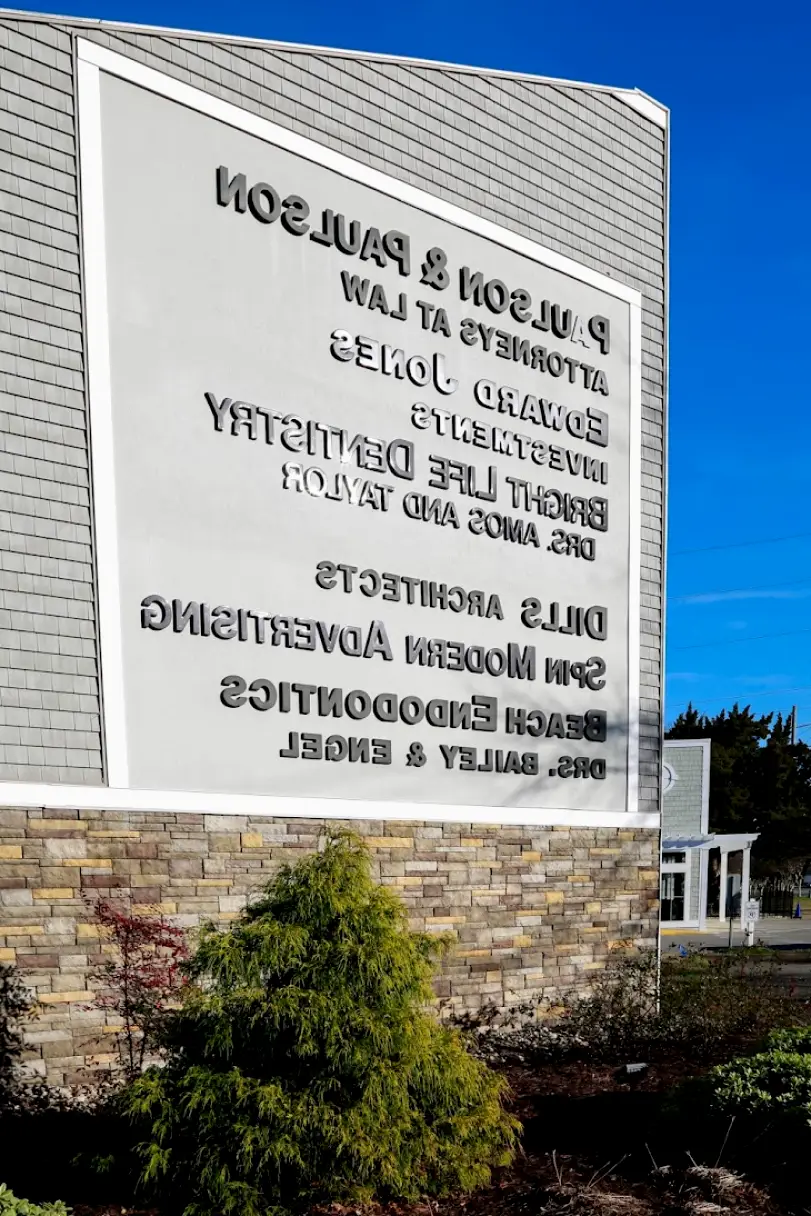 PAULSON & PAULSON
ATTORNEYS AT LAW
EDWARD JONES
INVESTMENTS
BRIGHT LIFE DENTISTRY
DRS. AMOS AND TAYLOR
DILLS ARCHITECTS
SPIN MODERN ADVERTISING
BEACH ENDODONTICS
DRS. BAILEY & ENGEL